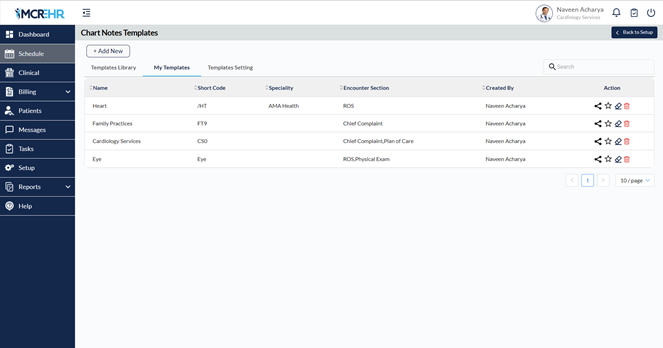 MCREHR
Naveen Acharya
Cardiology Services
Dashboard
Schedule
Clinical
Billing
Patients
Messages
Tasks
Setup
Reports
Help
Chart Notes Templates
Back to Setup
+ Add New
Templates Library My Templates Templates Setting
Search
Name Short Code Speciality Encounter Section Created By Action
Heart /HT AMA Health ROS Naveen Acharya
Family Practices FT9 Chief Complaint Naveen Acharya
Cardiology Services CS0 Chief Complaint,Plan of Care Naveen Acharya
Eye Eye ROS,Physical Exam Naveen Acharya
1 10 / page